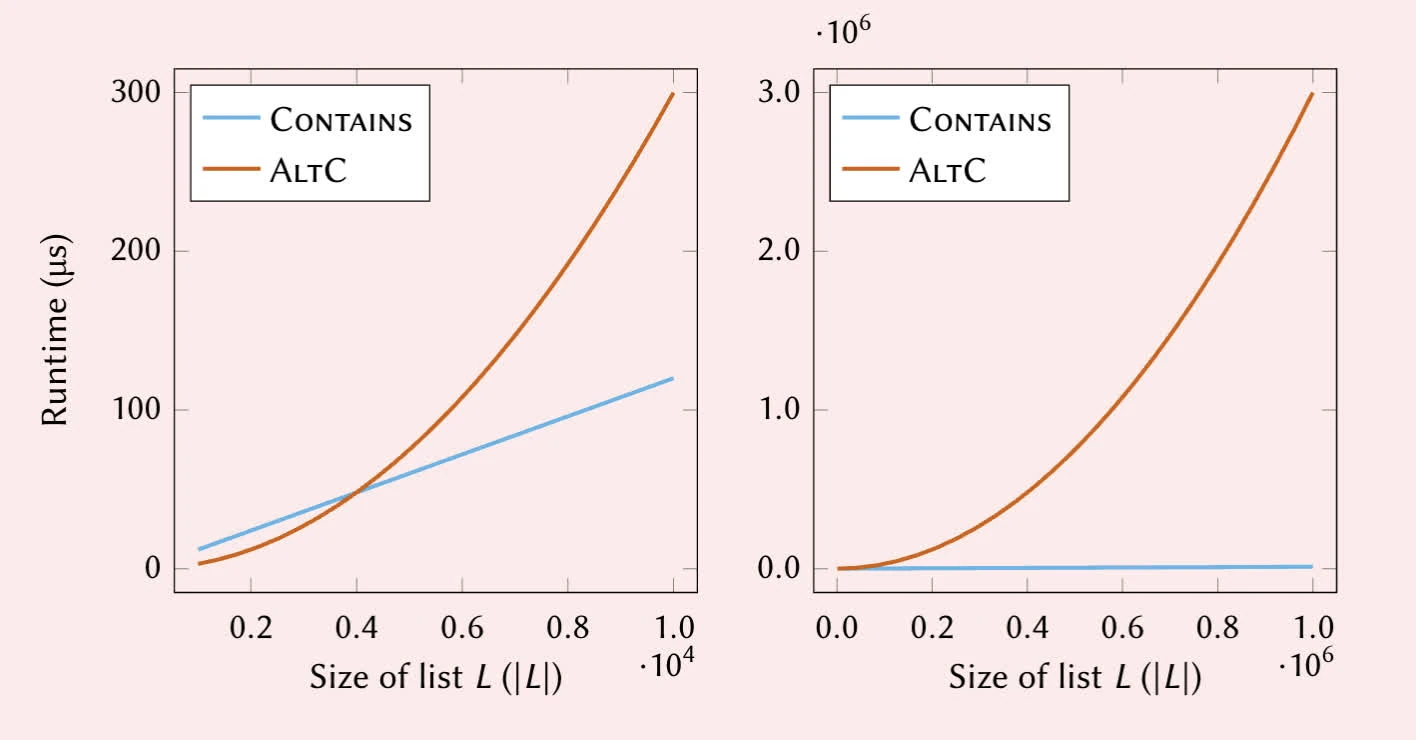 Runtime (μs)
300
200
100
0
CONTAINS
ALTC
0.2 0.4 0.6 0.8 1.0
·10⁴
Size of list L (|L|)
·10⁶
3.0
2.0
1.0
0.0
CONTAINS
ALTC
0.0 0.2 0.4 0.6 0.8 1.0
·10⁶
Size of list L (|L|)